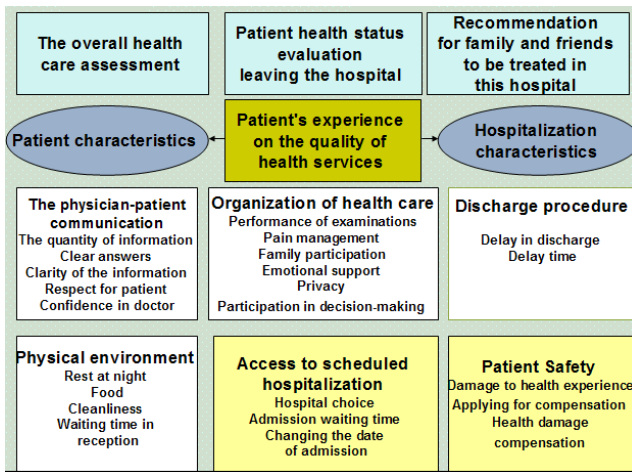 The overall health
care assessment
Patient health status
evaluation
leaving the hospital
Recommendation
for family and friends
to be treated in
this hospital
Patient characteristics
Patient's experience
on the quality of
health services
Hospitalization
characteristics
The physician-patient
communication
The quantity of information
Clear answers
Clarity of the information
Respect for patient
Confidence in doctor
Organization of health care
Performance of examinations
Pain management
Family participation
Emotional support
Privacy
Participation in decision-making
Discharge procedure
Delay in discharge
Delay time
Physical environment
Rest at night
Food
Cleanliness
Waiting time in
reception
Access to scheduled
hospitalization
Hospital choice
Admission waiting time
Changing the date
of admission
Patient Safety
Damage to health experience
Applying for compensation
Health damage
compensation